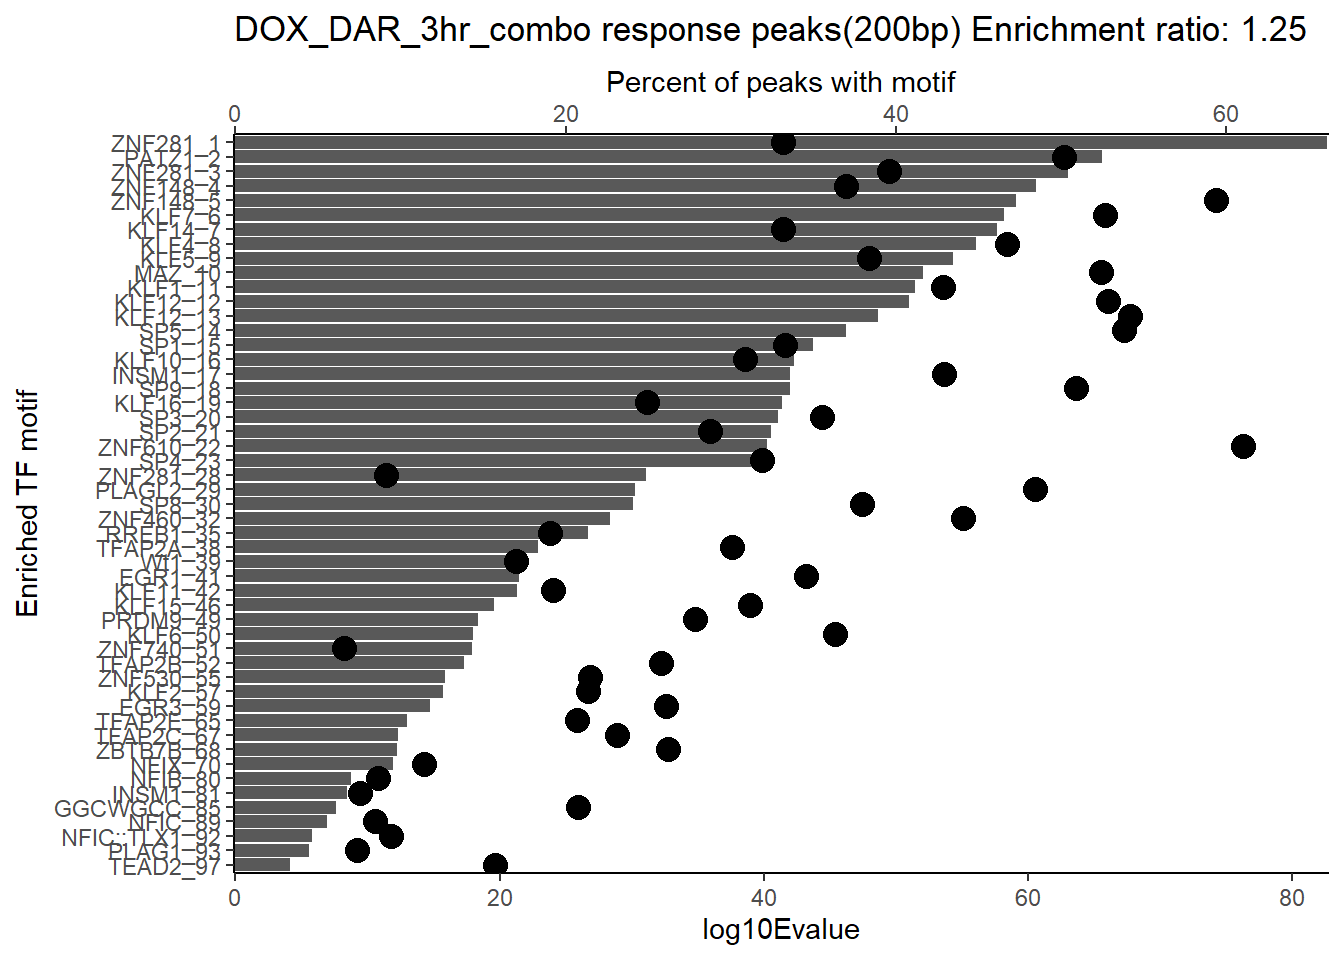 DOX_DAR_3hr_combo response peaks(200bp) Enrichment ratio: 1.25
Percent of peaks with motif
0 20 40 60
ZNF281_1
PATZ1_2
ZNF281_3
ZNF148_4
ZNF148_5
KLF7_6
KLF14_7
KLF4_8
KLF5_9
MAZ_10
KLF1_11
KLF12_12
KLF12_13
SP5_14
SP1_15
KLF10_16
INSM1_17
SP9_18
KLF16_19
SP3_20
SP2_21
ZNF610_22
SP4_23
ZNF281_28
PLAGL2_29
SP8_30
ZNF460_32
RREB1_35
TFAP2A_38
Wt1_39
EGR1_41
KLF11_42
KLF15_46
PRDM9_49
KLF6_50
ZNF740_51
TFAP2B_52
ZNF530_55
KLF2_57
EGR3_59
TFAP2E_65
TFAP2C_67
ZBTB7B_68
NFIX_70
NFIB_80
INSM1_81
GGCWGCC_85
NFIC_89
NFIC::TLX1_92
PLAG1_93
TEAD2_97
Enriched TF motif
0 20 40 60 80
log10Evalue